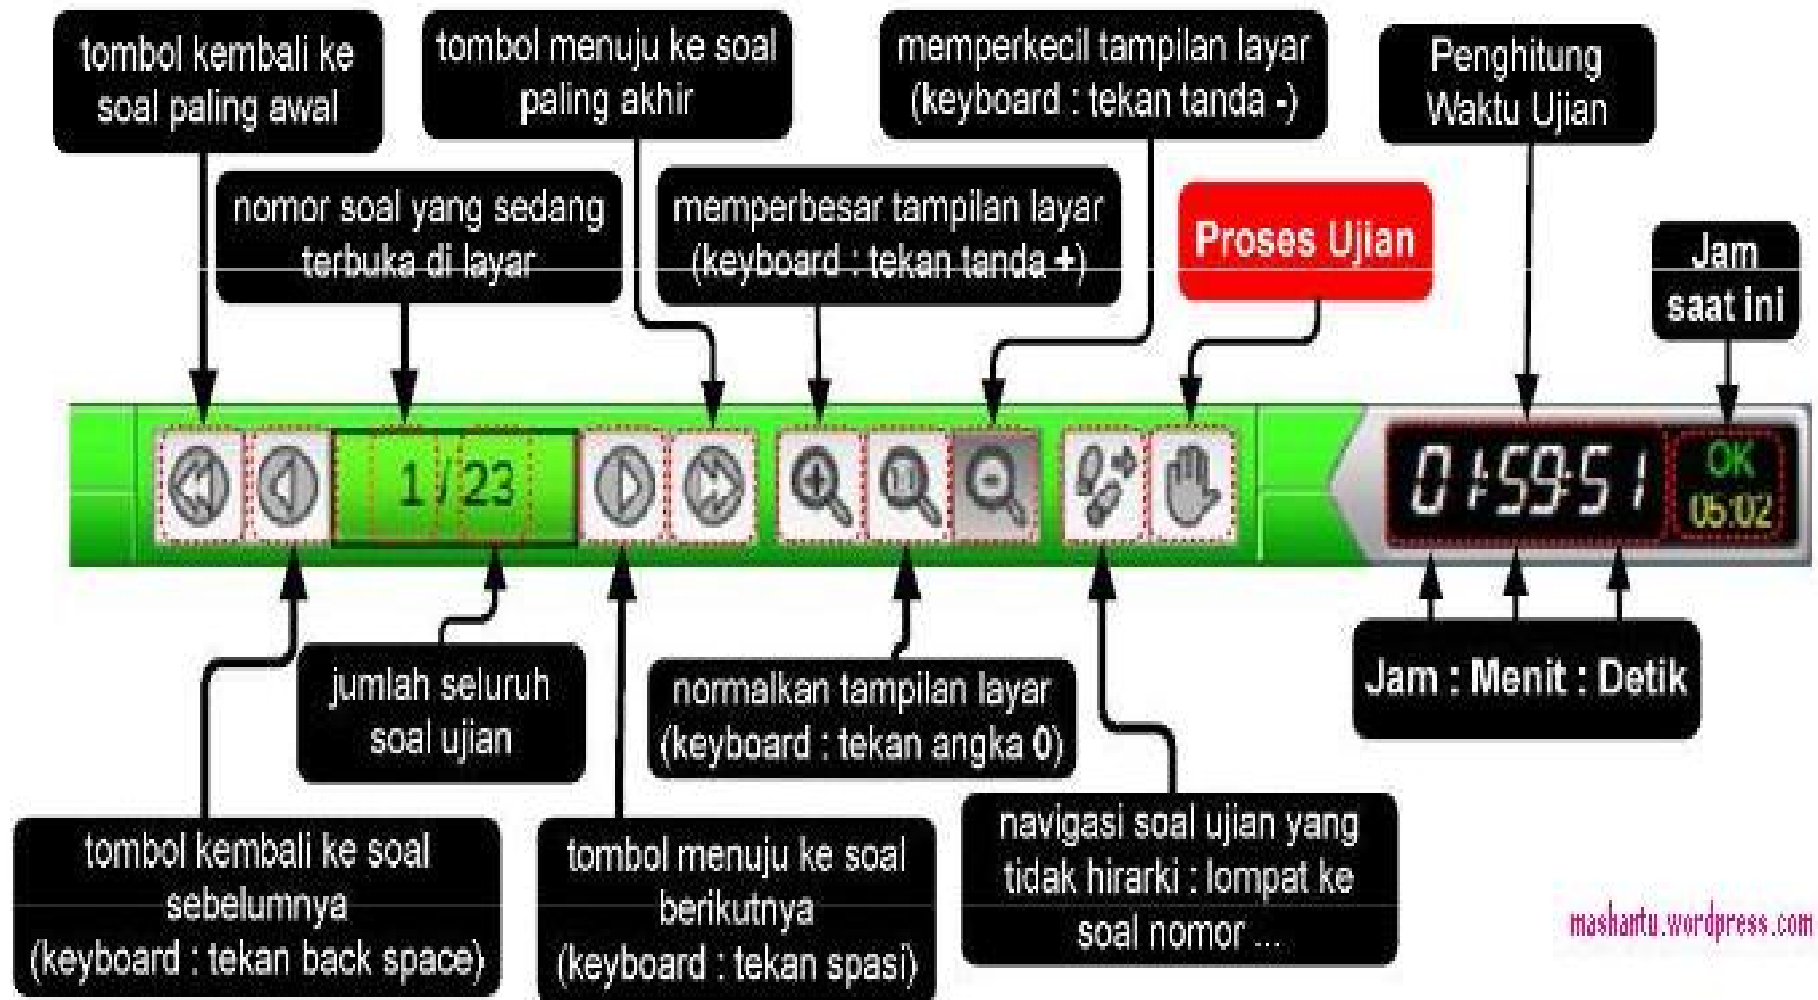 tombol kembali ke
soal paling awal
tombol menuju ke soal
paling akhir
memperkecil tampilan layar
(keyboard : tekan tanda -)
Penghitung
Waktu Ujian
nomor soal yang sedang
terbuka di layar
memperbesar tampilan layar
(keyboard : tekan tanda +)
Proses Ujian
Jam
saat ini
1 / 23
1:1
01:59:51
OK
05:02
jumlah seluruh
soal ujian
normalkan tampilan layar
(keyboard : tekan angka 0)
Jam : Menit : Detik
tombol kembali ke soal
sebelumnya
(keyboard : tekan back space)
tombol menuju ke soal
berikutnya
(keyboard : tekan spasi)
navigasi soal ujian yang
tidak hirarki : lompat ke
soal nomor ...
mashantu.wordpress.com